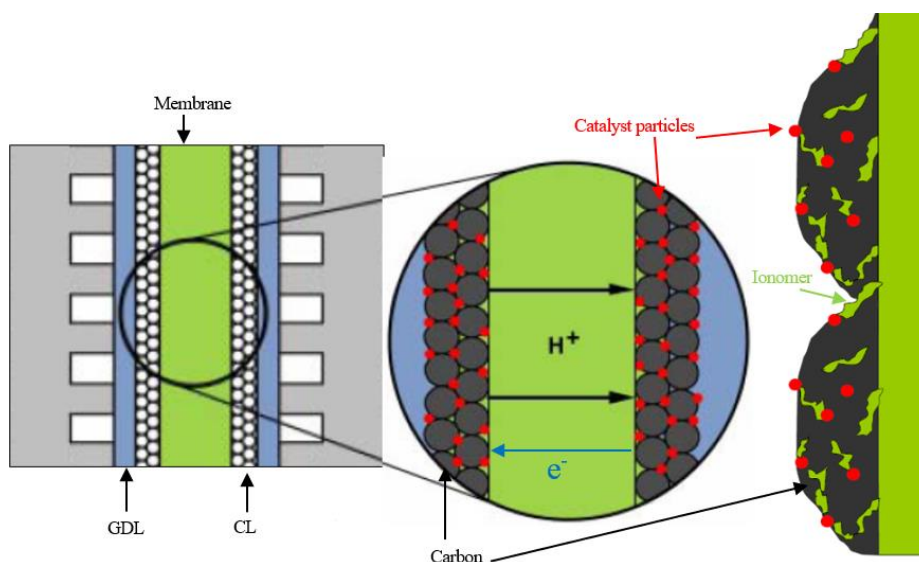 Membrane
Catalyst particles
Ionomer
H+
e-
GDL
CL
Carbon